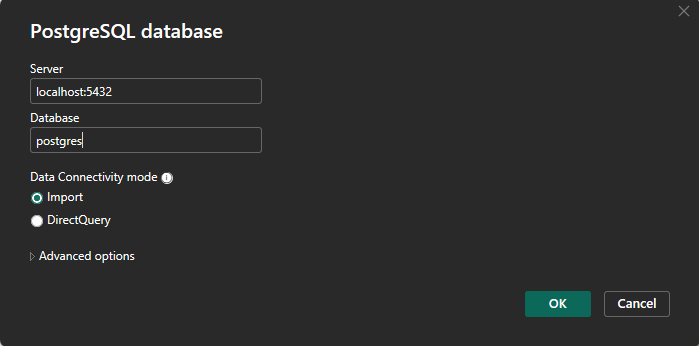 PostgreSQL database
Server
localhost:5432
Database
postgres
Data Connectivity mode
Import
DirectQuery
Advanced options
OK
Cancel